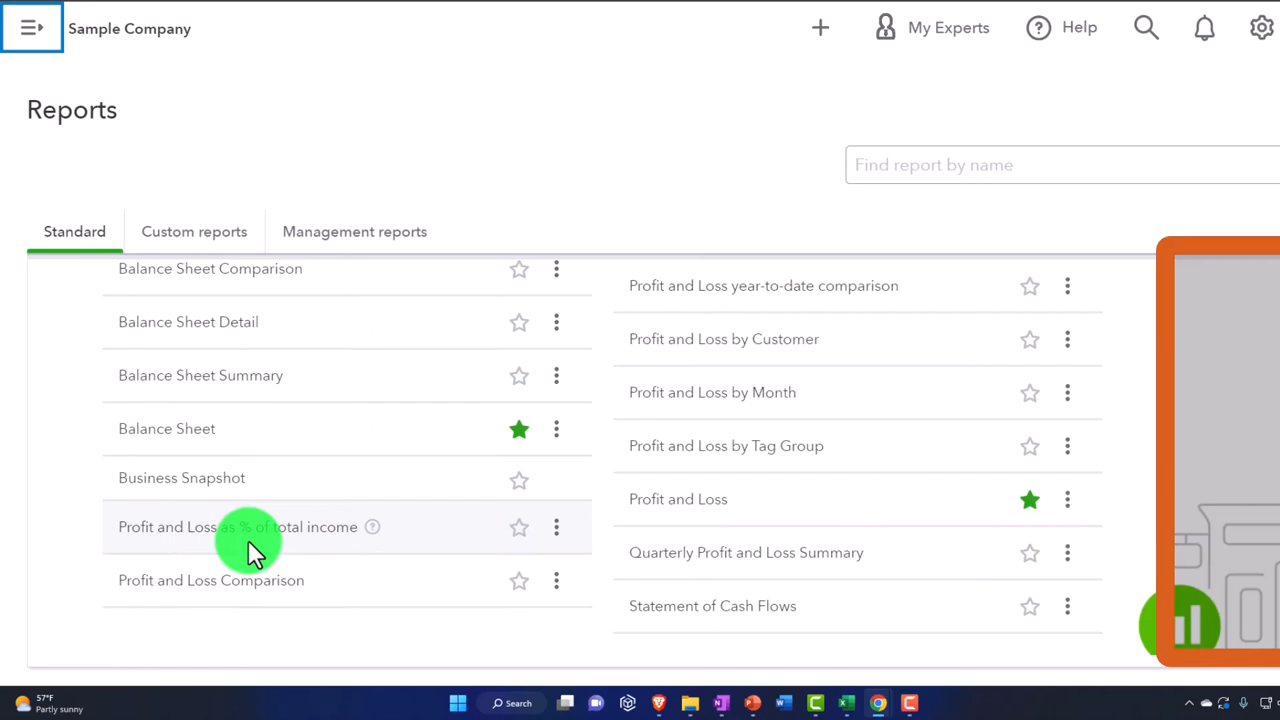 Sample Company
My Experts
Help
Reports
Find report by name
Standard
Custom reports
Management reports
Balance Sheet Comparison
Balance Sheet Detail
Balance Sheet Summary
Balance Sheet
Business Snapshot
Profit and Loss as % of total income
Profit and Loss Comparison
Profit and Loss year-to-date comparison
Profit and Loss by Customer
Profit and Loss by Month
Profit and Loss by Tag Group
Profit and Loss
Quarterly Profit and Loss Summary
Statement of Cash Flows
57°F
Partly sunny
Search